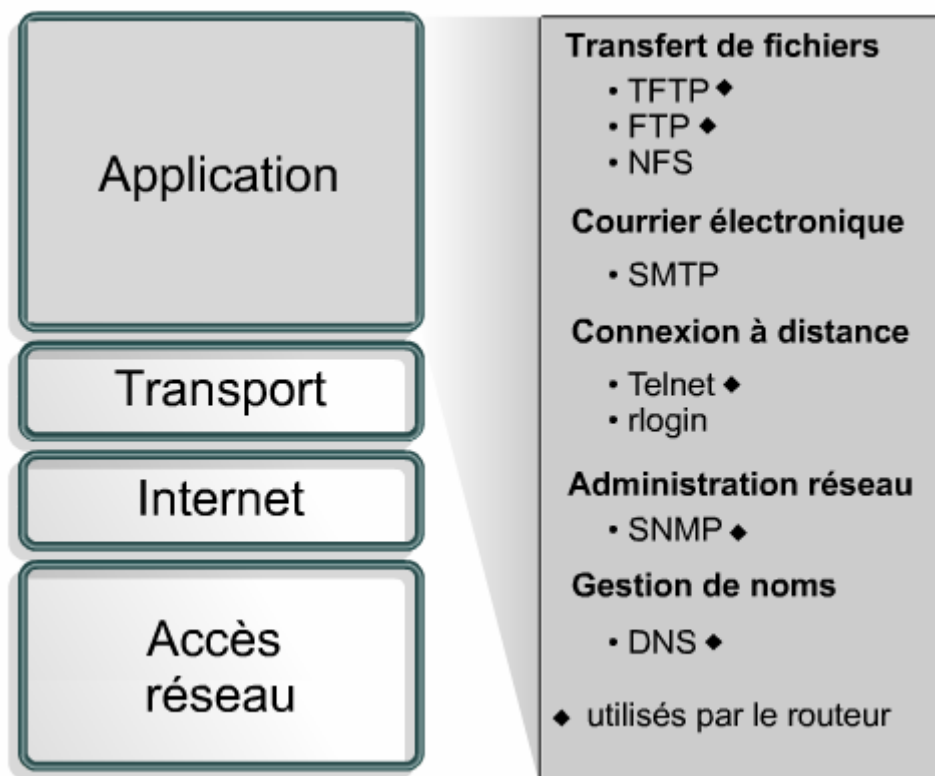 Application
Transport
Internet
Accès
réseau
Transfert de fichiers
• TFTP ◆
• FTP ◆
• NFS
Courrier électronique
• SMTP
Connexion à distance
• Telnet ◆
• rlogin
Administration réseau
• SNMP ◆
Gestion de noms
• DNS ◆
◆ utilisés par le routeur